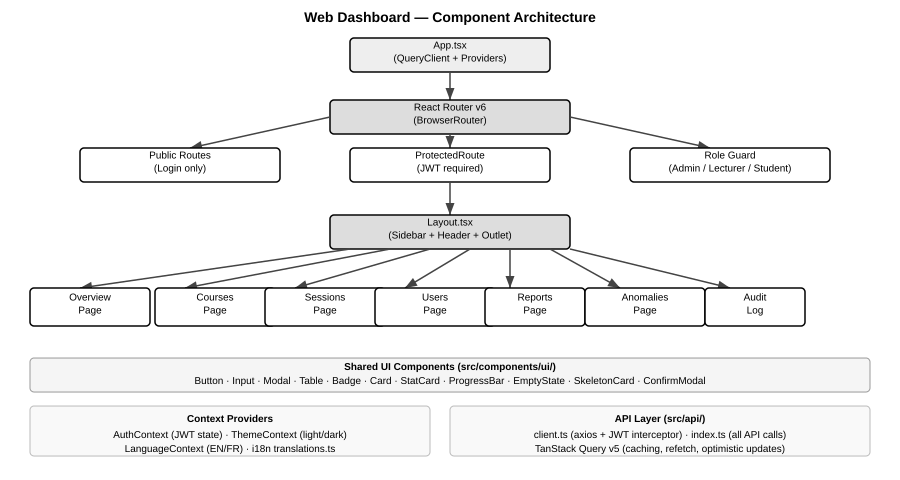 Web Dashboard — Component Architecture
App.tsx
(QueryClient + Providers)
React Router v6
(BrowserRouter)
Public Routes
(Login only)
ProtectedRoute
(JWT required)
Role Guard
(Admin / Lecturer / Student)
Layout.tsx
(Sidebar + Header + Outlet)
Overview
Page
Courses
Page
Sessions
Page
Users
Page
Reports
Page
Anomalies
Page
Audit
Log
Shared UI Components (src/components/ui/)
Button · Input · Modal · Table · Badge · Card · StatCard · ProgressBar · EmptyState · SkeletonCard · ConfirmModal
Context Providers
AuthContext (JWT state) · ThemeContext (light/dark)
LanguageContext (EN/FR) · i18n translations.ts
API Layer (src/api/)
client.ts (axios + JWT interceptor) · index.ts (all API calls)
TanStack Query v5 (caching, refetch, optimistic updates)